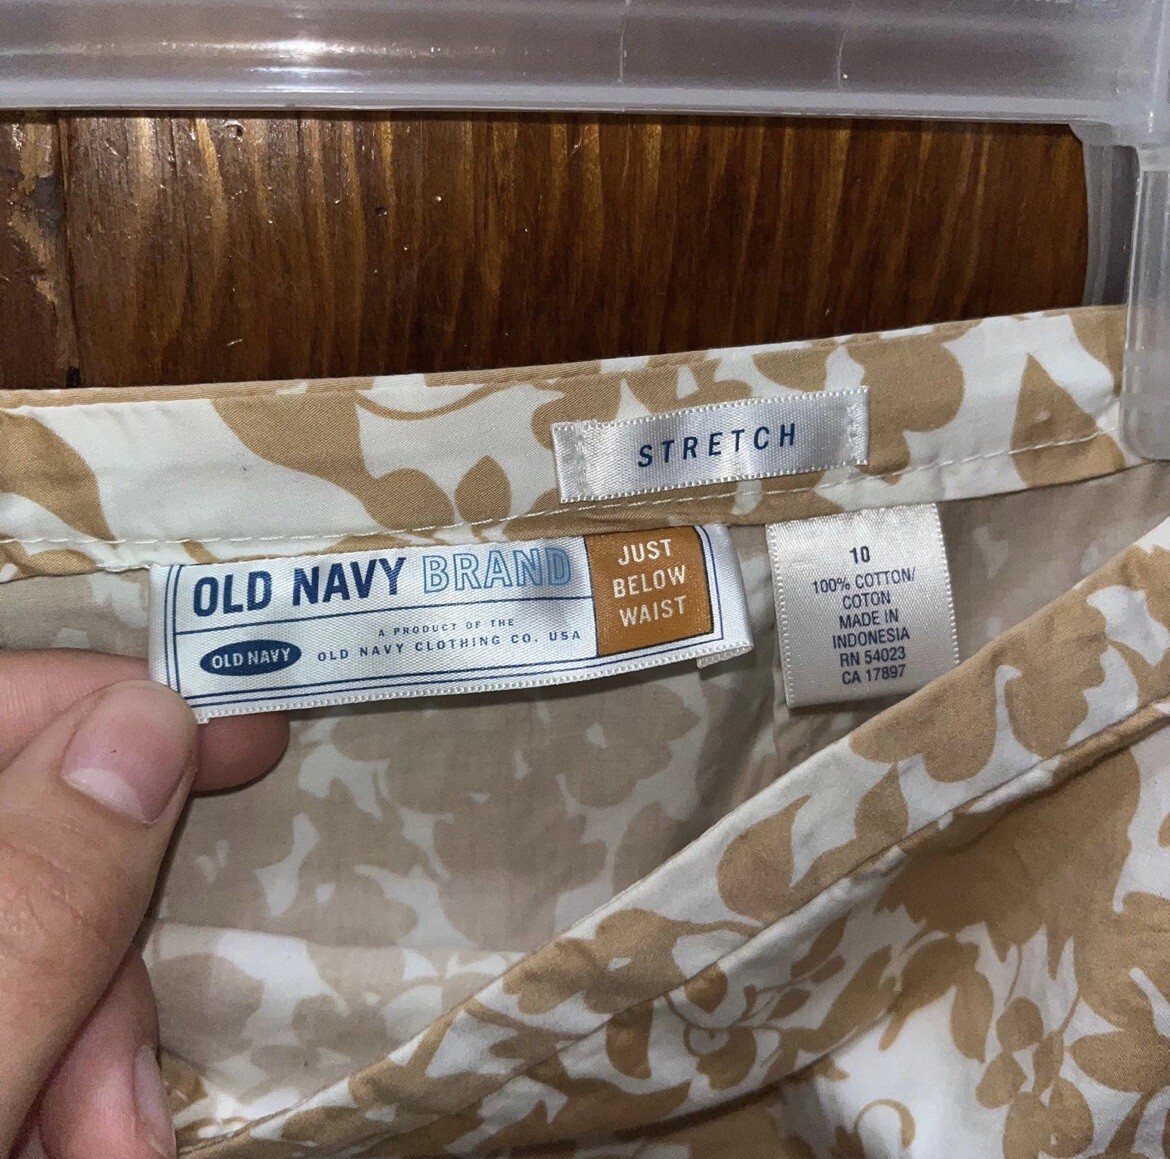 STRETCH
OLD NAVY BRAND
A PRODUCT OF THE
OLD NAVY CLOTHING CO. USA
OLD NAVY
JUST
BELOW
WAIST
10
100% COTTON/
COTON
MADE IN
INDONESIA
RN 54023
CA 17897